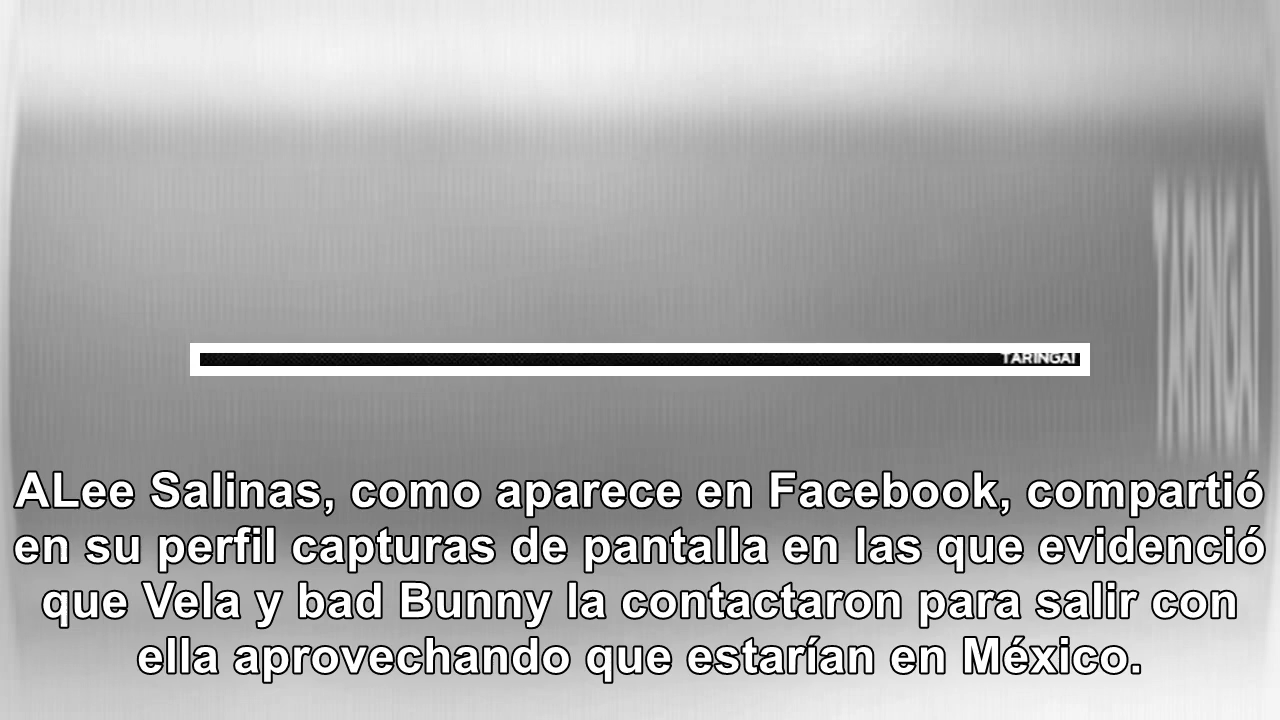 TARINGA!
TARINGA!
ALee Salinas, como aparece en Facebook, compartió
en su perfil capturas de pantalla en las que evidenció
que Vela y bad Bunny la contactaron para salir con
ella aprovechando que estarían en México.